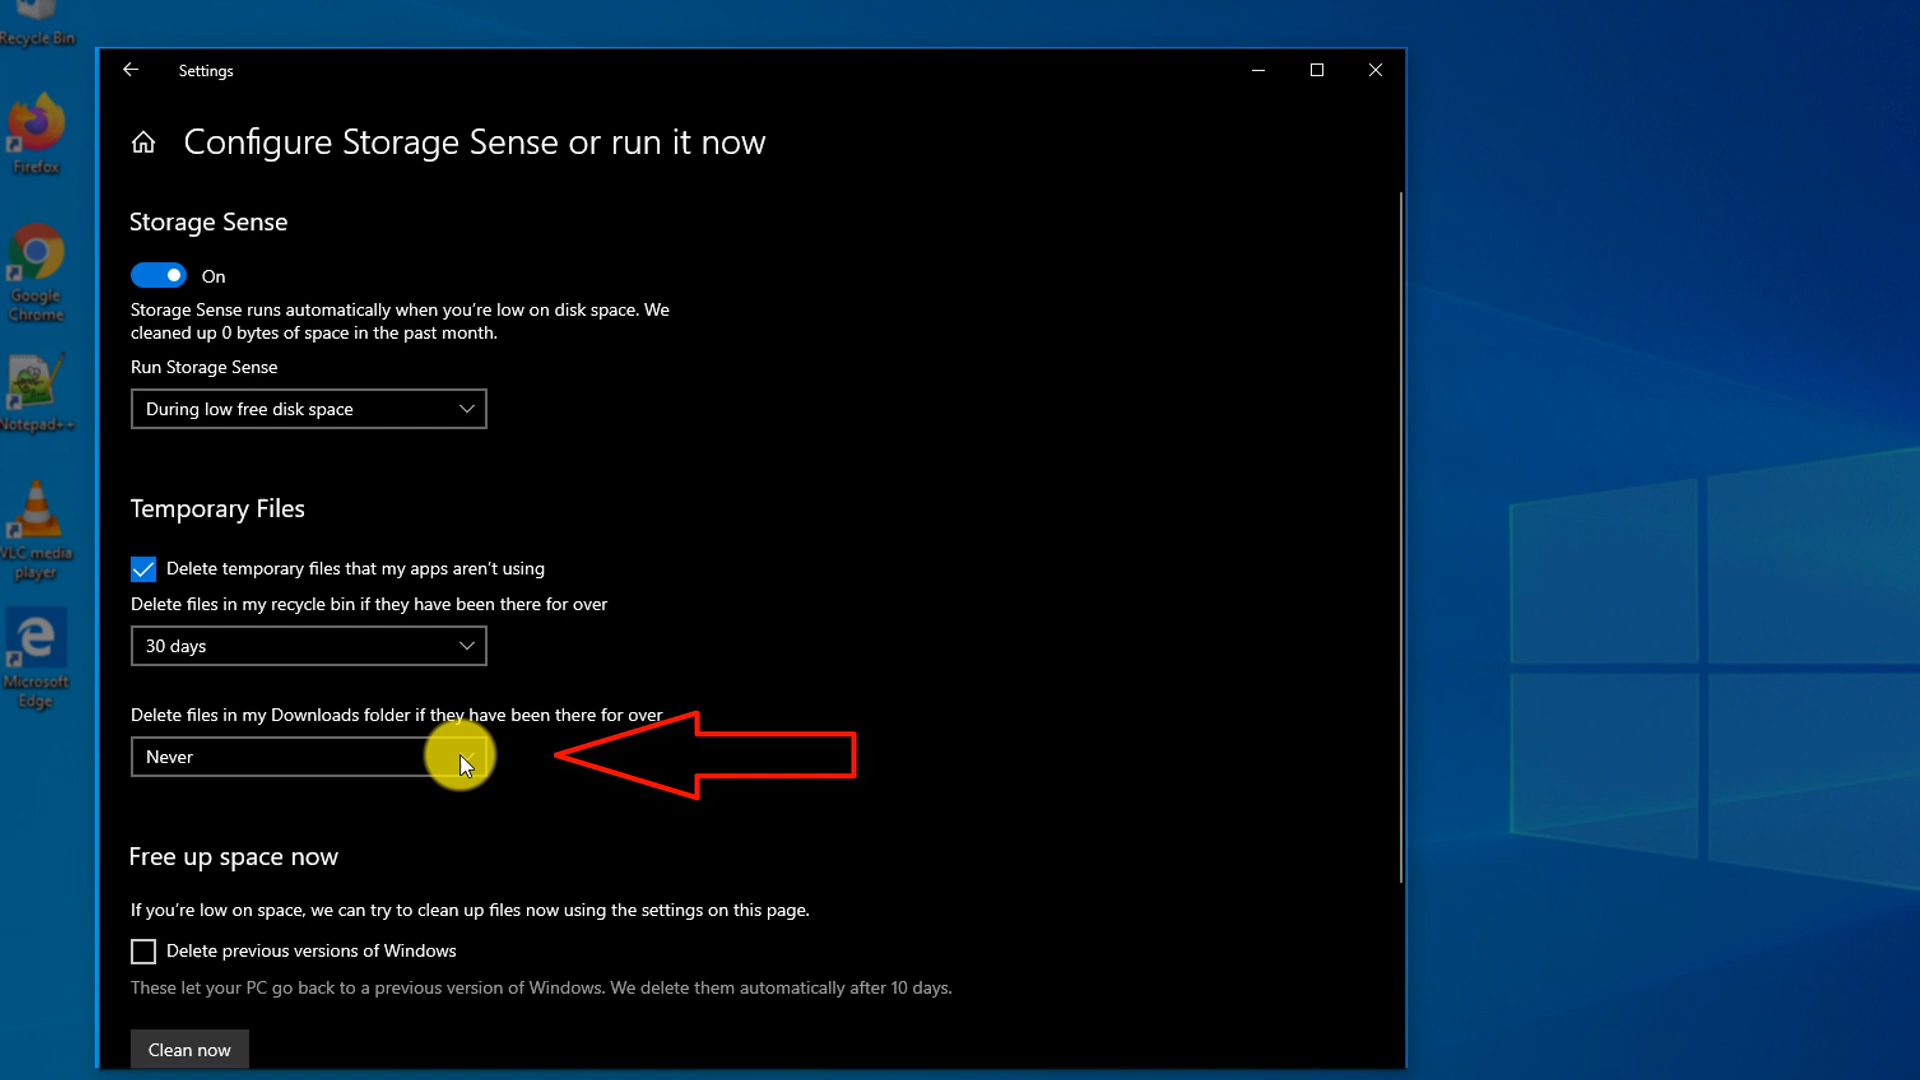 Recycle Bin
Firefox
Google
Chrome
Notepad++
VLC media
player
Microsoft
Edge
Settings
Configure Storage Sense or run it now
Storage Sense
On
Storage Sense runs automatically when you're low on disk space. We
cleaned up 0 bytes of space in the past month.
Run Storage Sense
During low free disk space
Temporary Files
Delete temporary files that my apps aren't using
Delete files in my recycle bin if they have been there for over
30 days
Delete files in my Downloads folder if they have been there for over
Never
Free up space now
If you're low on space, we can try to clean up files now using the settings on this page.
Delete previous versions of Windows
These let your PC go back to a previous version of Windows. We delete them automatically after 10 days.
Clean now